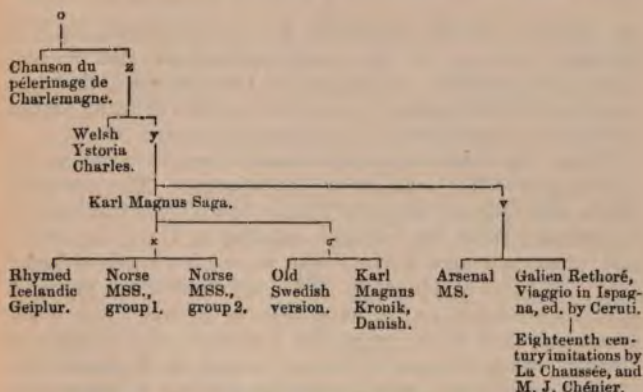 o
Chanson du
pélerinage de
Charlemagne.
z
Welsh
Ystoria
Charles.
y
Karl Magnus Saga.
v
x
σ
Rhymed
Icelandic
Geiplur.
Norse
MSS.,
group 1.
Norse
MSS.,
group 2.
Old
Swedish
version.
Karl
Magnus
Kronik,
Danish.
Arsenal
MS.
Galien Rethoré,
Viaggio in Ispag-
na, ed. by Ceruti.
Eighteenth cen-
tury imitations by
La Chaussée, and
M. J. Chénier.